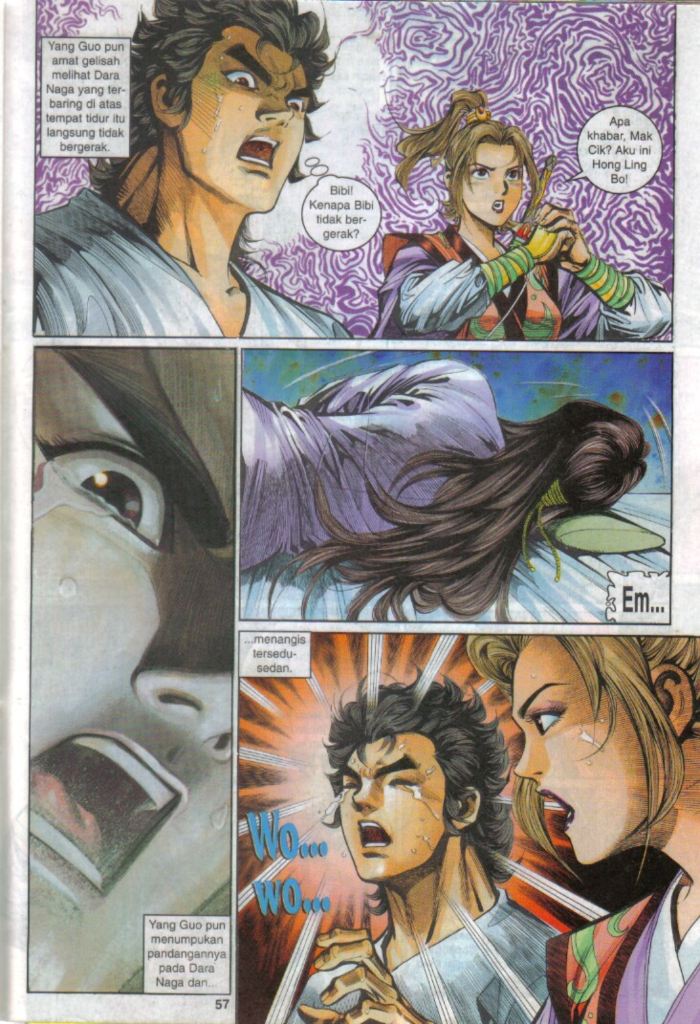 Yang Guo pun
amat gelisah
melihat Dara
Naga yang ter-
baring di atas
tempat tidur itu
langsung tidak
bergerak.
Bibi!
Kenapa Bibi
tidak ber-
gerak?
Apa
khabar, Mak
Cik? Aku ini
Hong Ling
Bo!
Em...
Yang Guo pun
menumpukan
pandangannya
pada Dara
Naga dan...
...menangis
tersedu-
sedan.
Wo...
wo...
57